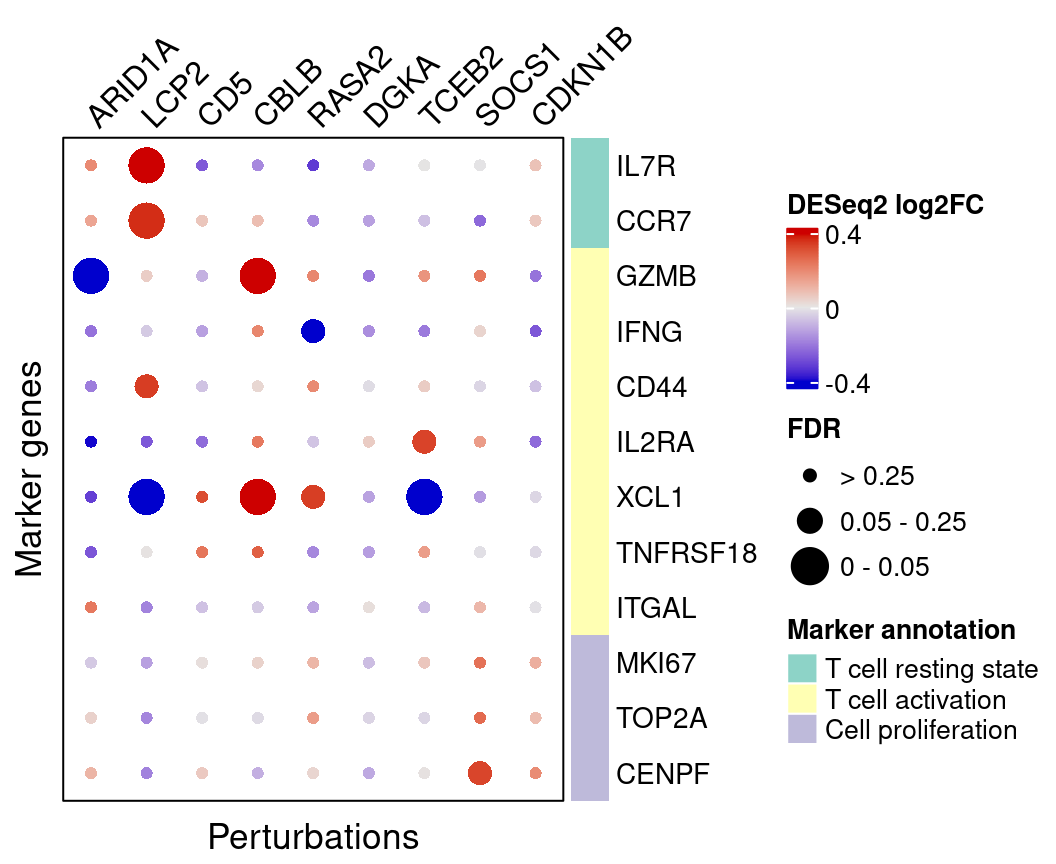 ARID1A
LCP2
CD5
CBLB
RASA2
DGKA
TCEB2
SOCS1
CDKN1B
Marker genes
IL7R
CCR7
GZMB
IFNG
CD44
IL2RA
XCL1
TNFRSF18
ITGAL
MKI67
TOP2A
CENPF
Perturbations
DESeq2 log2FC
0.4
0
-0.4
FDR
> 0.25
0.05 - 0.25
0 - 0.05
Marker annotation
T cell resting state
T cell activation
Cell proliferation